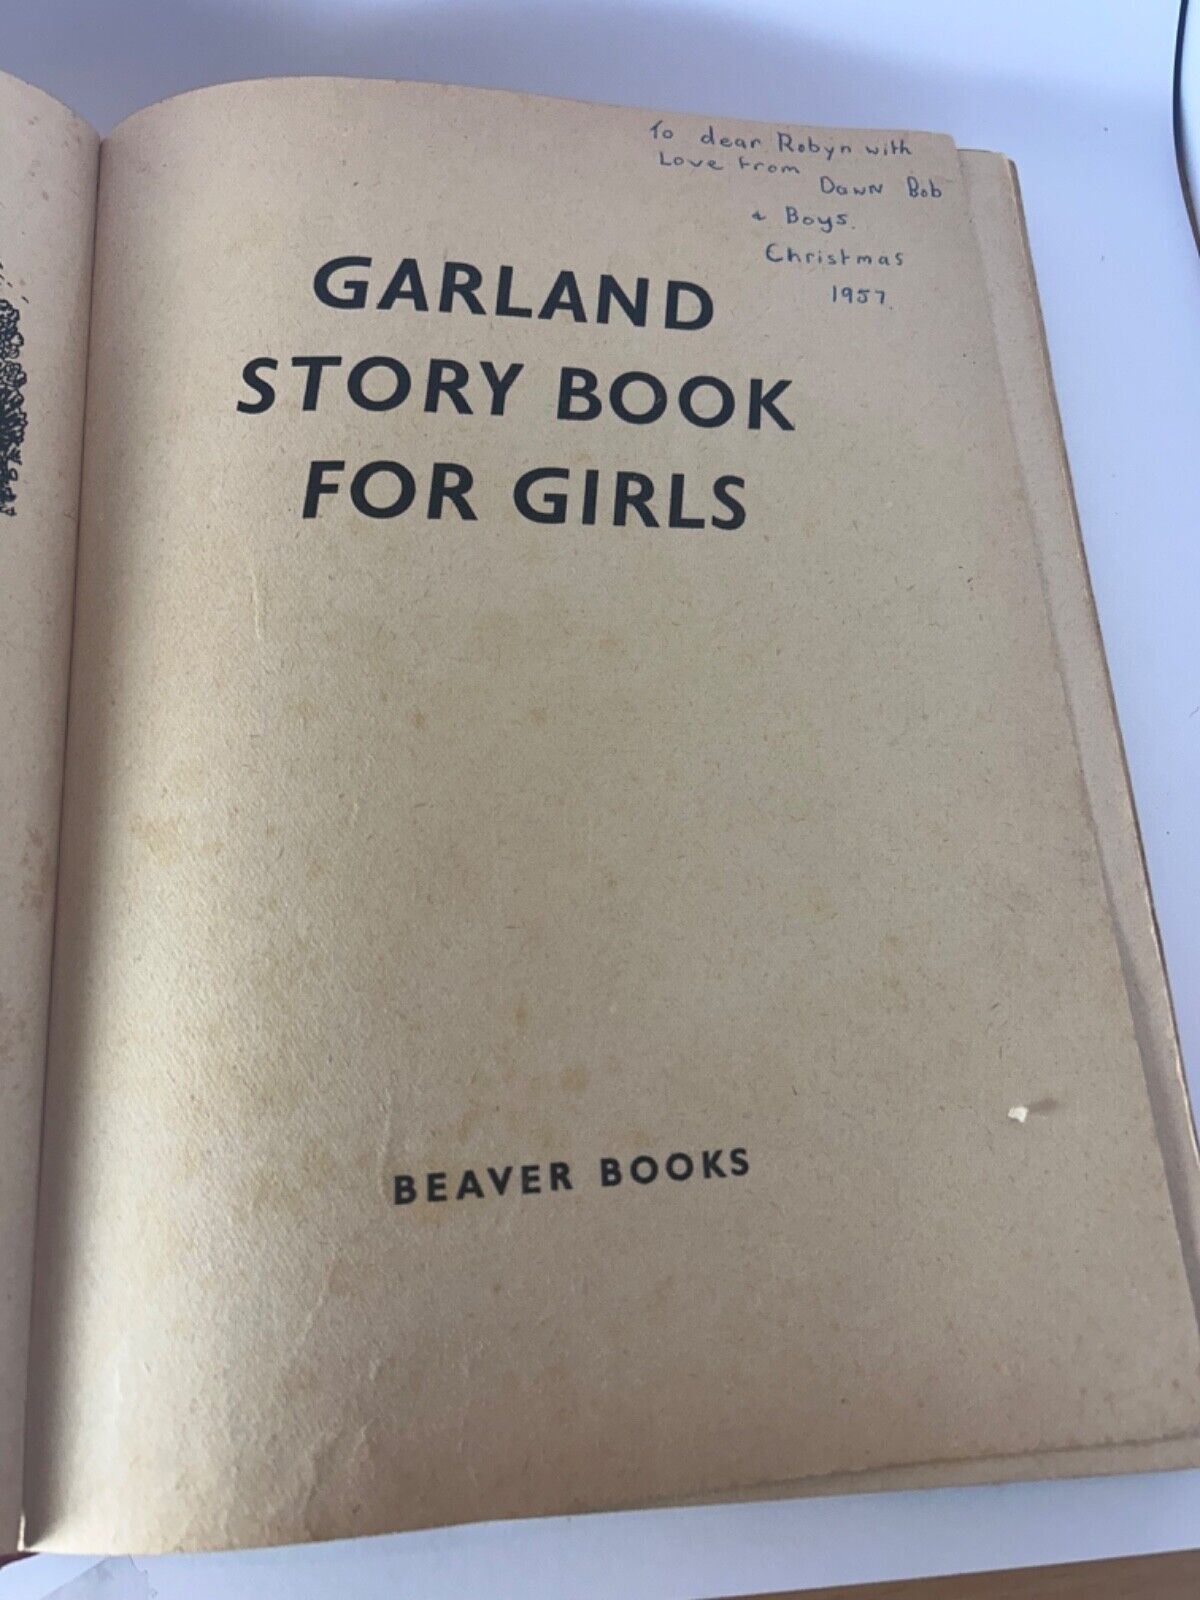 To dear Robyn with
Love from
Dawn Bob
& Boys.
Christmas
1957.
GARLAND
STORY BOOK
FOR GIRLS
BEAVER BOOKS